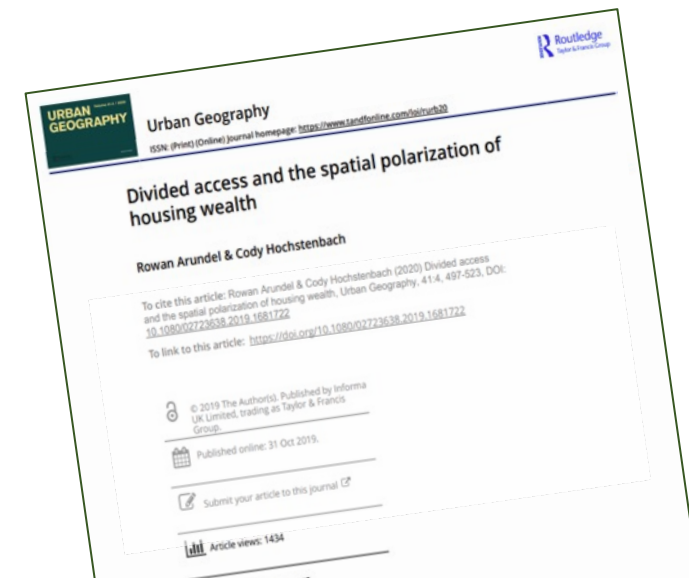 Routledge
Taylor & Francis Group
URBAN
GEOGRAPHY
Urban Geography
ISSN: (Print) (Online) Journal homepage: https://www.tandfonline.com/loi/rurb20
Divided access and the spatial polarization of
housing wealth
Rowan Arundel & Cody Hochstenbach
To cite this article: Rowan Arundel & Cody Hochstenbach (2020) Divided access
and the spatial polarization of housing wealth, Urban Geography, 41:4, 497-523, DOI:
10.1080/02723638.2019.1681722
To link to this article: https://doi.org/10.1080/02723638.2019.1681722
© 2019 The Author(s). Published by Informa
UK Limited, trading as Taylor & Francis
Group.
Published online: 31 Oct 2019.
Submit your article to this journal
Article views: 1434